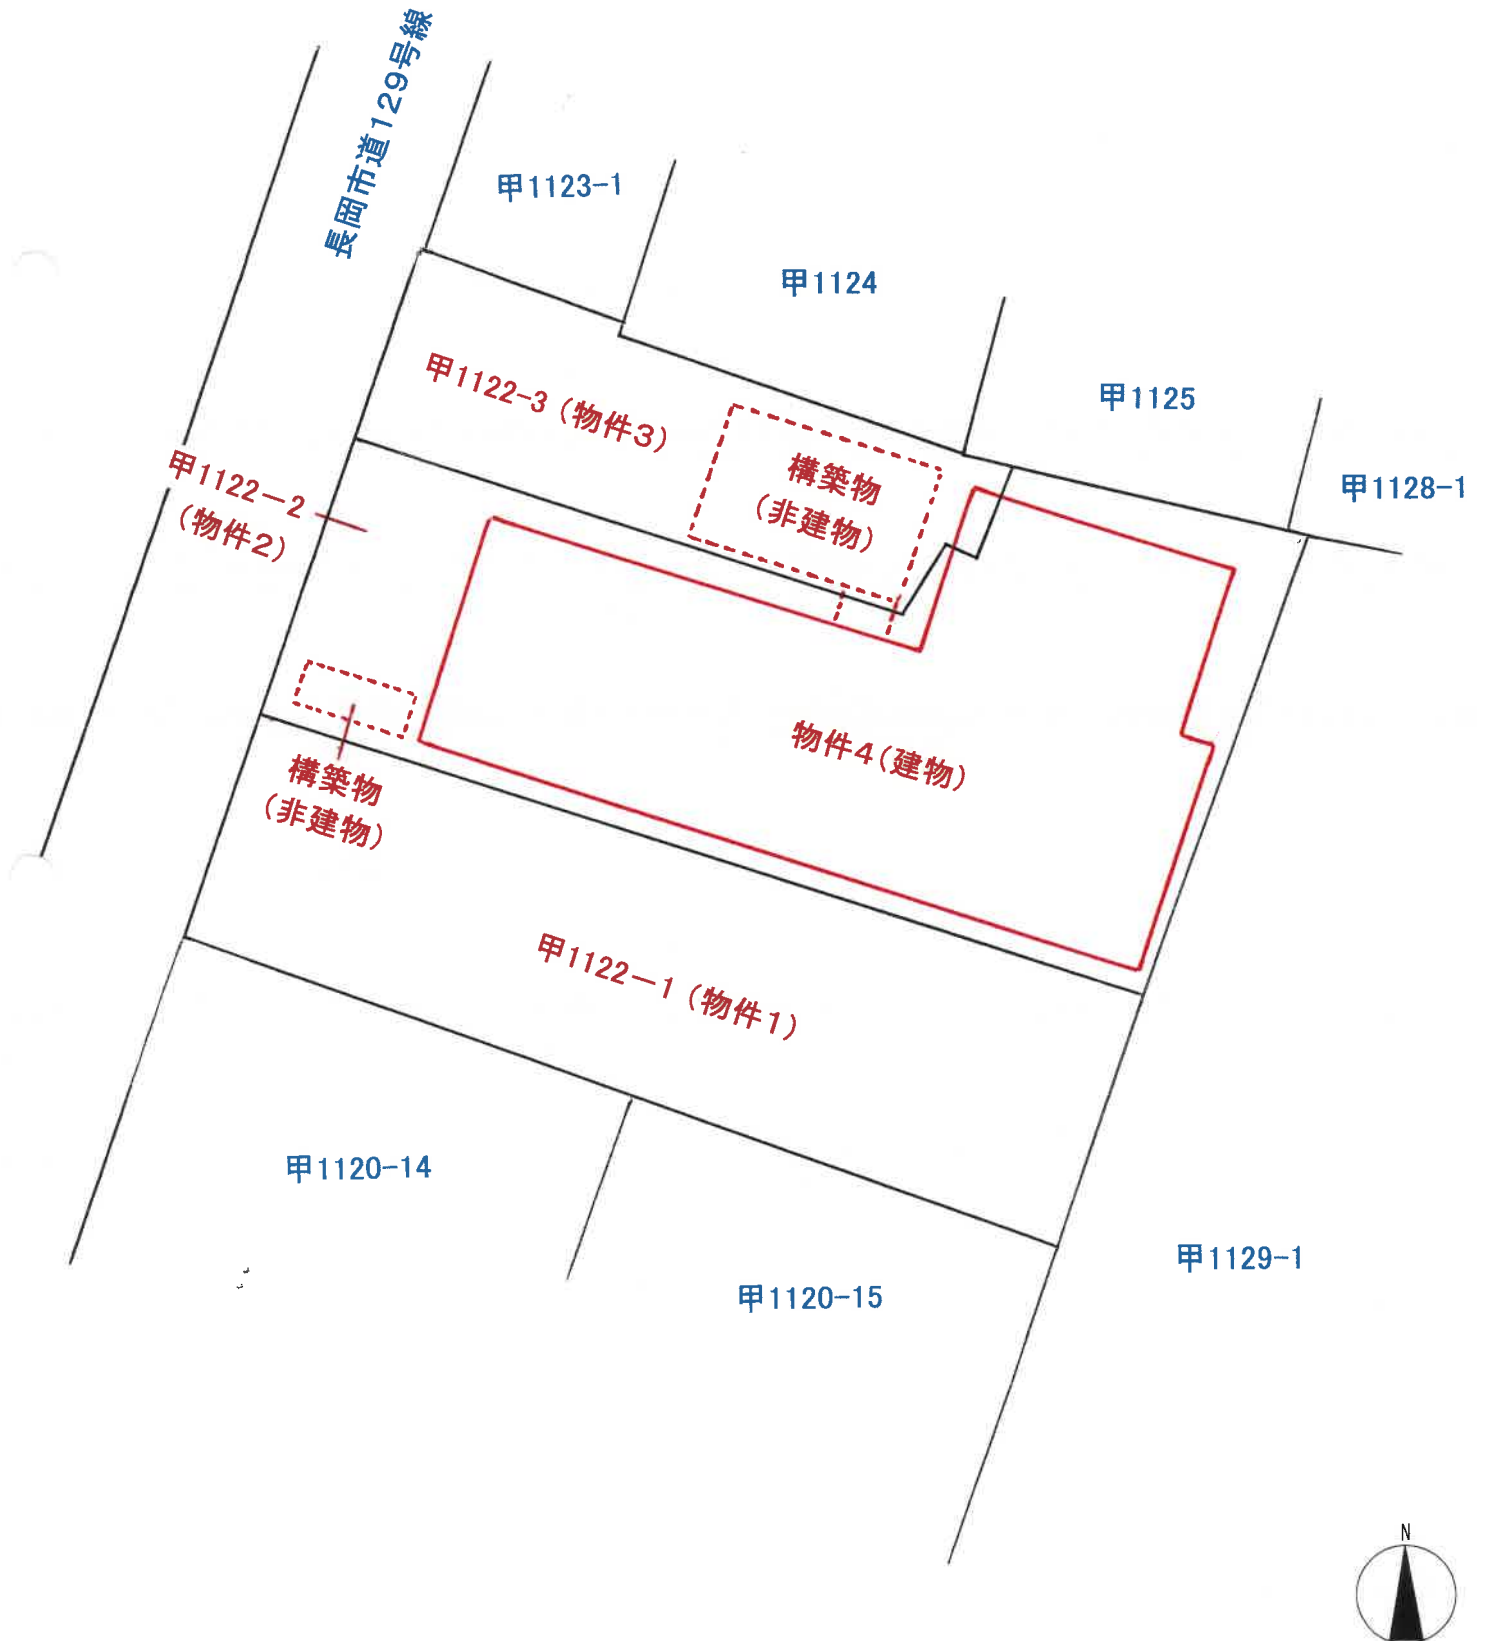 長岡市道129号線
甲1123-1
甲1124
甲1125
甲1128-1
甲1122-3（物件3）
構築物
（非建物）
甲1122－2
（物件2）
物件4（建物）
構築物
（非建物）
甲1122－1（物件1）
甲1120-14
甲1120-15
甲1129-1
N